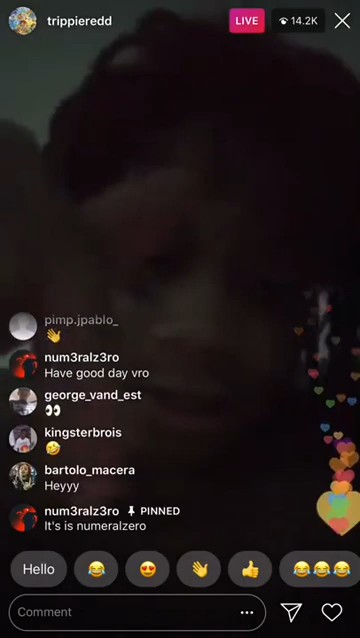 trippieredd
LIVE
14.2K
pimp.jpablo_
👋
num3ralz3ro
Have good day vro
george_vand_est
👀
kingsterbrois
🤣
bartolo_macera
Heyyy
num3ralz3ro PINNED
It's is numeralzero
Hello 😂 😍 👋 👍 😂😂😂
Comment